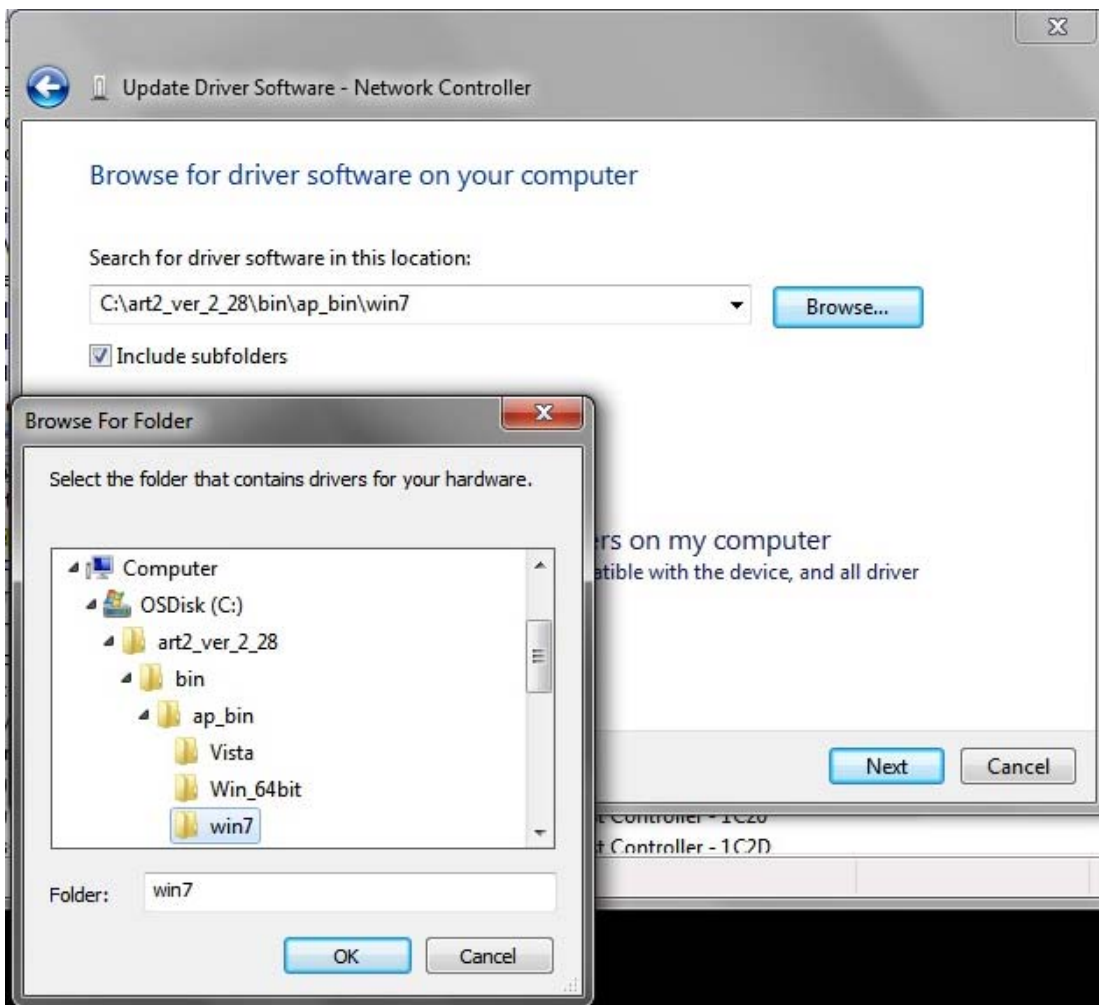 Update Driver Software - Network Controller
Browse for driver software on your computer
Search for driver software in this location:
C:\art2_ver_2_28\bin\ap_bin\win7
Browse...
Include subfolders
Browse For Folder
Select the folder that contains drivers for your hardware.
Computer
OSDisk (C:)
art2_ver_2_28
bin
ap_bin
Vista
Win_64bit
win7
Folder: win7
OK Cancel
rs on my computer
atible with the device, and all driver
Next Cancel
t Controller - 1C2D